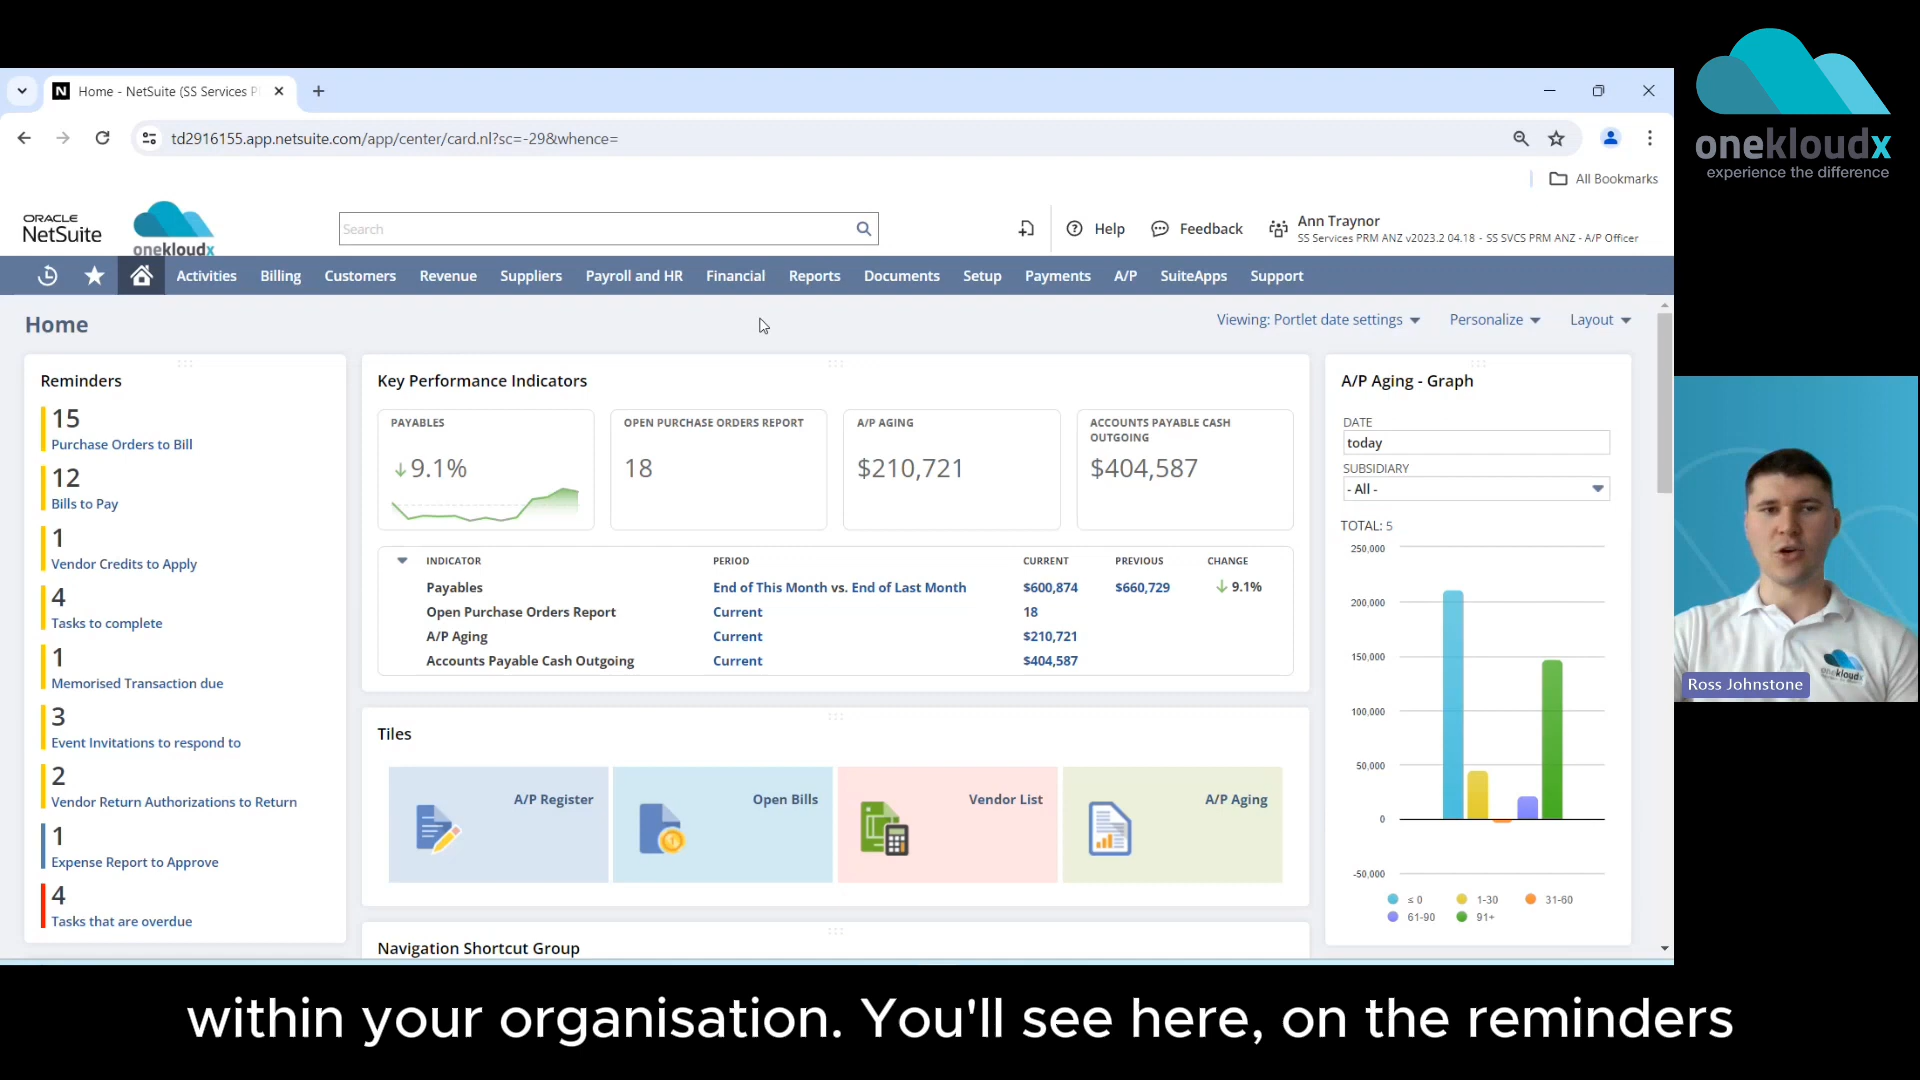 Home - NetSuite (SS Services P
td2916155.app.netsuite.com/app/center/card.nl?sc=-29&whence=
All Bookmarks
onekloudx
experience the difference
ORACLE
NetSuite
onekloudx
Search
Help
Feedback
Ann Traynor
SS Services PRM ANZ v2023.2 04.18 - SS SVCS PRM ANZ - A/P Officer
Activities
Billing
Customers
Revenue
Suppliers
Payroll and HR
Financial
Reports
Documents
Setup
Payments
A/P
SuiteApps
Support
Home
Viewing: Portlet date settings
Personalize
Layout
Reminders
15
Purchase Orders to Bill
12
Bills to Pay
1
Vendor Credits to Apply
4
Tasks to complete
1
Memorised Transaction due
3
Event Invitations to respond to
2
Vendor Return Authorizations to Return
1
Expense Report to Approve
4
Tasks that are overdue
Key Performance Indicators
PAYABLES
9.1%
OPEN PURCHASE ORDERS REPORT
18
A/P AGING
$210,721
ACCOUNTS PAYABLE CASH
OUTGOING
$404,587
INDICATOR PERIOD CURRENT PREVIOUS CHANGE
Payables End of This Month vs. End of Last Month $600,874 $660,729 9.1%
Open Purchase Orders Report Current 18
A/P Aging Current $210,721
Accounts Payable Cash Outgoing Current $404,587
Tiles
A/P Register
Open Bills
Vendor List
A/P Aging
Navigation Shortcut Group
A/P Aging - Graph
DATE
today
SUBSIDIARY
- All -
TOTAL: 5
250,000
200,000
150,000
100,000
50,000
0
-50,000
≤ 0 1-30 31-60
61-90 91+
onekloudx
Ross Johnstone
within your organisation. You'll see here, on the reminders